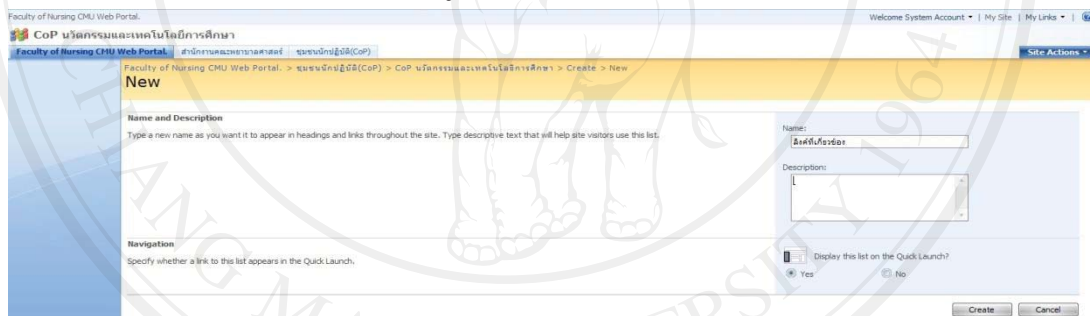 Faculty of Nursing CMU Web Portal.
Welcome System Account ▾ | My Site | My Links ▾ |
CoP นวัตกรรมและเทคโนโลยีการศึกษา
Faculty of Nursing CMU Web Portal. สำนักงานคณะพยาบาลศาสตร์ ชุมชนนักปฏิบัติ(CoP)
Site Actions ▾
Faculty of Nursing CMU Web Portal. > ชุมชนนักปฏิบัติ(CoP) > CoP นวัตกรรมและเทคโนโลยีการศึกษา > Create > New
New
Name and Description
Type a new name as you want it to appear in headings and links throughout the site. Type descriptive text that will help site visitors use this list.
Name:
ลิงค์ที่เกี่ยวข้อง
Description:
Navigation
Specify whether a link to this list appears in the Quick Launch.
Display this list on the Quick Launch?
Yes No
Create Cancel
CHIANG MAI UNIVERSITY 1964